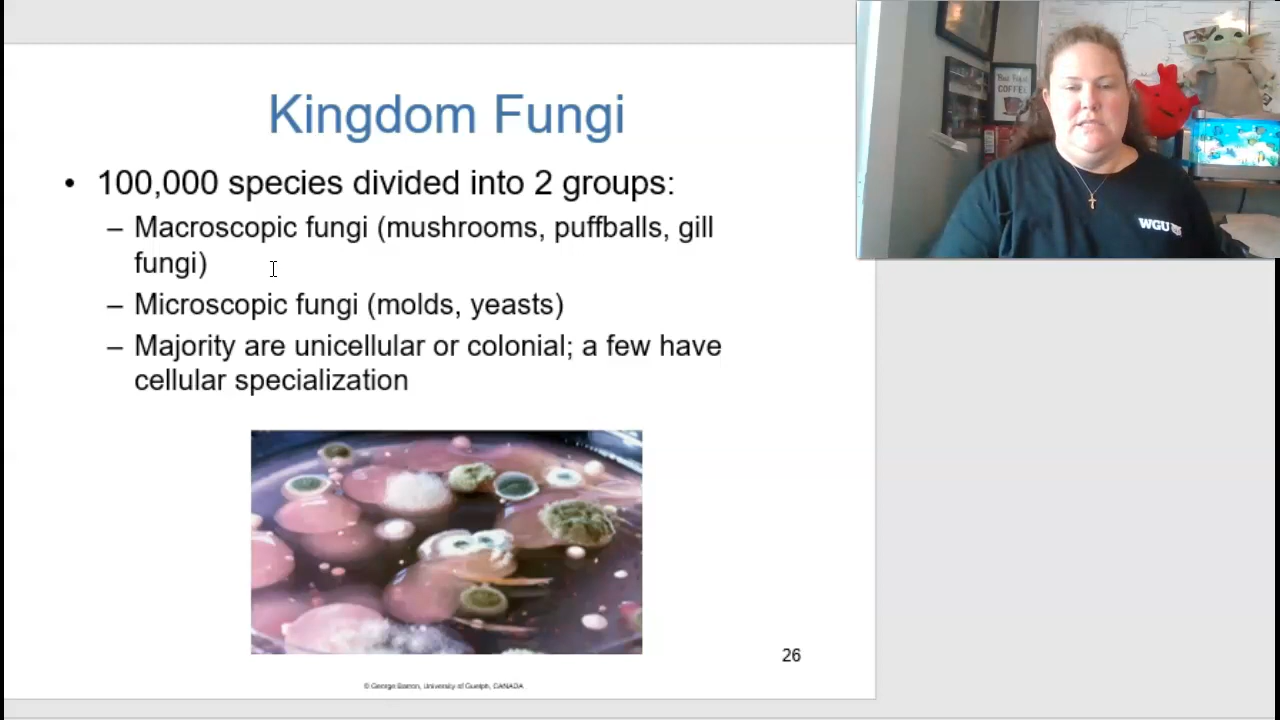 Kingdom Fungi
• 100,000 species divided into 2 groups:
– Macroscopic fungi (mushrooms, puffballs, gill
fungi)
– Microscopic fungi (molds, yeasts)
– Majority are unicellular or colonial; a few have
cellular specialization
26
© George Barron, University of Guelph, CANADA
COFFEE
WGU